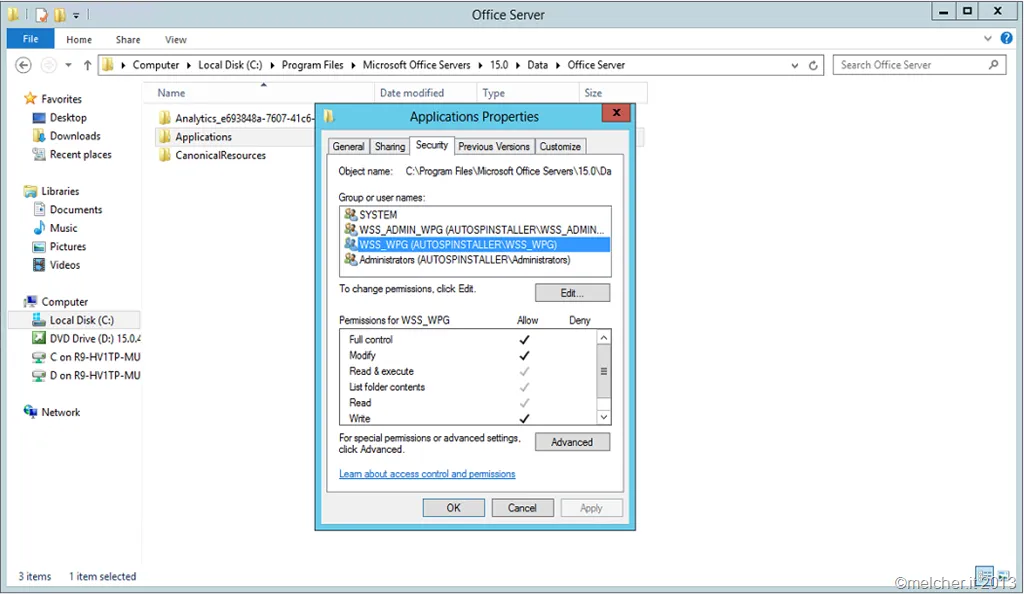 Office Server
File Home Share View
Computer Local Disk (C:) Program Files Microsoft Office Servers 15.0 Data Office Server
Search Office Server
Name Date modified Type Size
Favorites
Desktop
Downloads
Recent places
Libraries
Documents
Music
Pictures
Videos
Computer
Local Disk (C:)
DVD Drive (D:) 15.0.4
C on R9-HV1TP-MU
D on R9-HV1TP-MU
Network
Analytics_e693848a-7607-41c6-
Applications
CanonicalResources
Applications Properties
General Sharing Security Previous Versions Customize
Object name: C:\Program Files\Microsoft Office Servers\15.0\Da
Group or user names:
SYSTEM
WSS_ADMIN_WPG (AUTOSPINSTALLER\WSS_ADMIN...
WSS_WPG (AUTOSPINSTALLER\WSS_WPG)
Administrators (AUTOSPINSTALLER\Administrators)
To change permissions, click Edit.
Edit...
Permissions for WSS_WPG Allow Deny
Full control
Modify
Read & execute
List folder contents
Read
Write
For special permissions or advanced settings,
click Advanced.
Advanced
Learn about access control and permissions
OK Cancel Apply
3 items 1 item selected
©melcher.it 2013